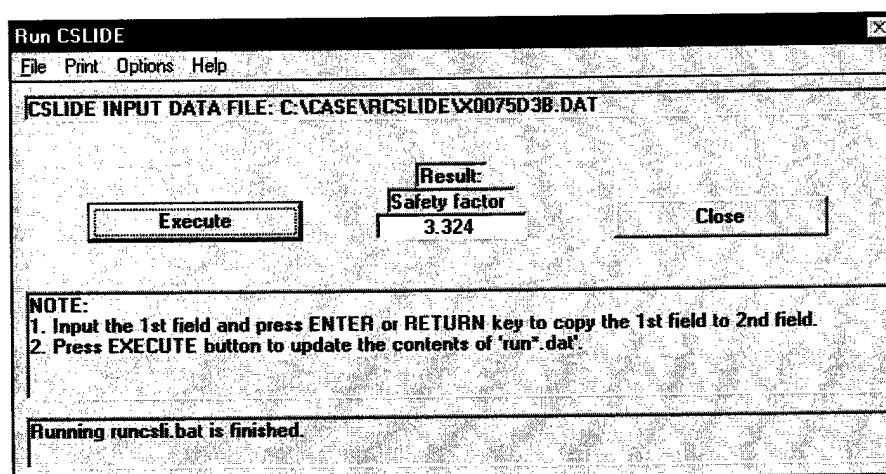 Run CSLIDE
File Print Options Help
CSLIDE INPUT DATA FILE: C:\CASE\RCSLIDE\X0075D3B.DAT
Result:
Safety factor
Execute 3.324 Close
NOTE:
1. Input the 1st field and press ENTER or RETURN key to copy the 1st field to 2nd field.
2. Press EXECUTE button to update the contents of 'run*.dat'.
Running runcsli.bat is finished.